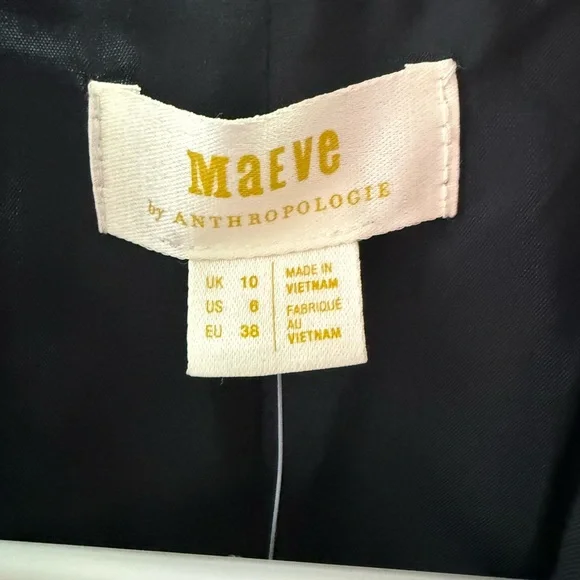 MaEve
by ANTHROPOLOGIE
UK 10
US 6
EU 38
MADE IN
VIETNAM
FABRIQUÉ
AU
VIETNAM